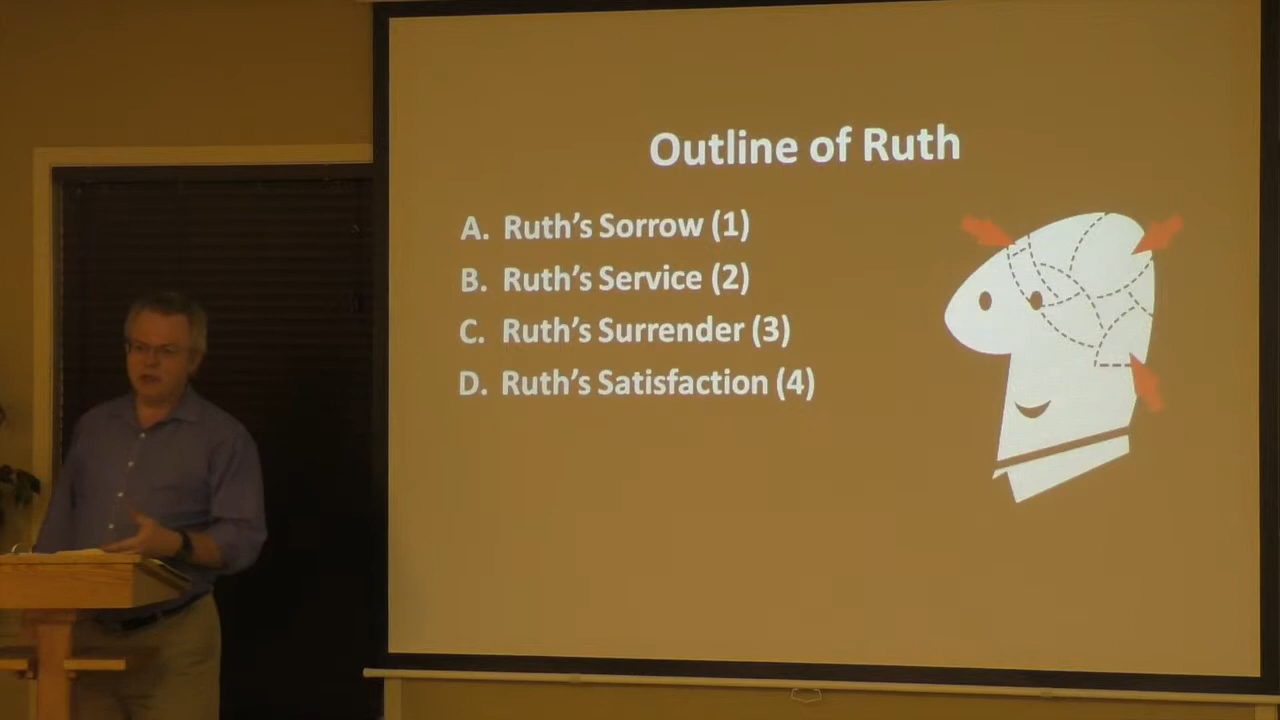 Outline of Ruth
A. Ruth's Sorrow (1)
B. Ruth's Service (2)
C. Ruth's Surrender (3)
D. Ruth's Satisfaction (4)